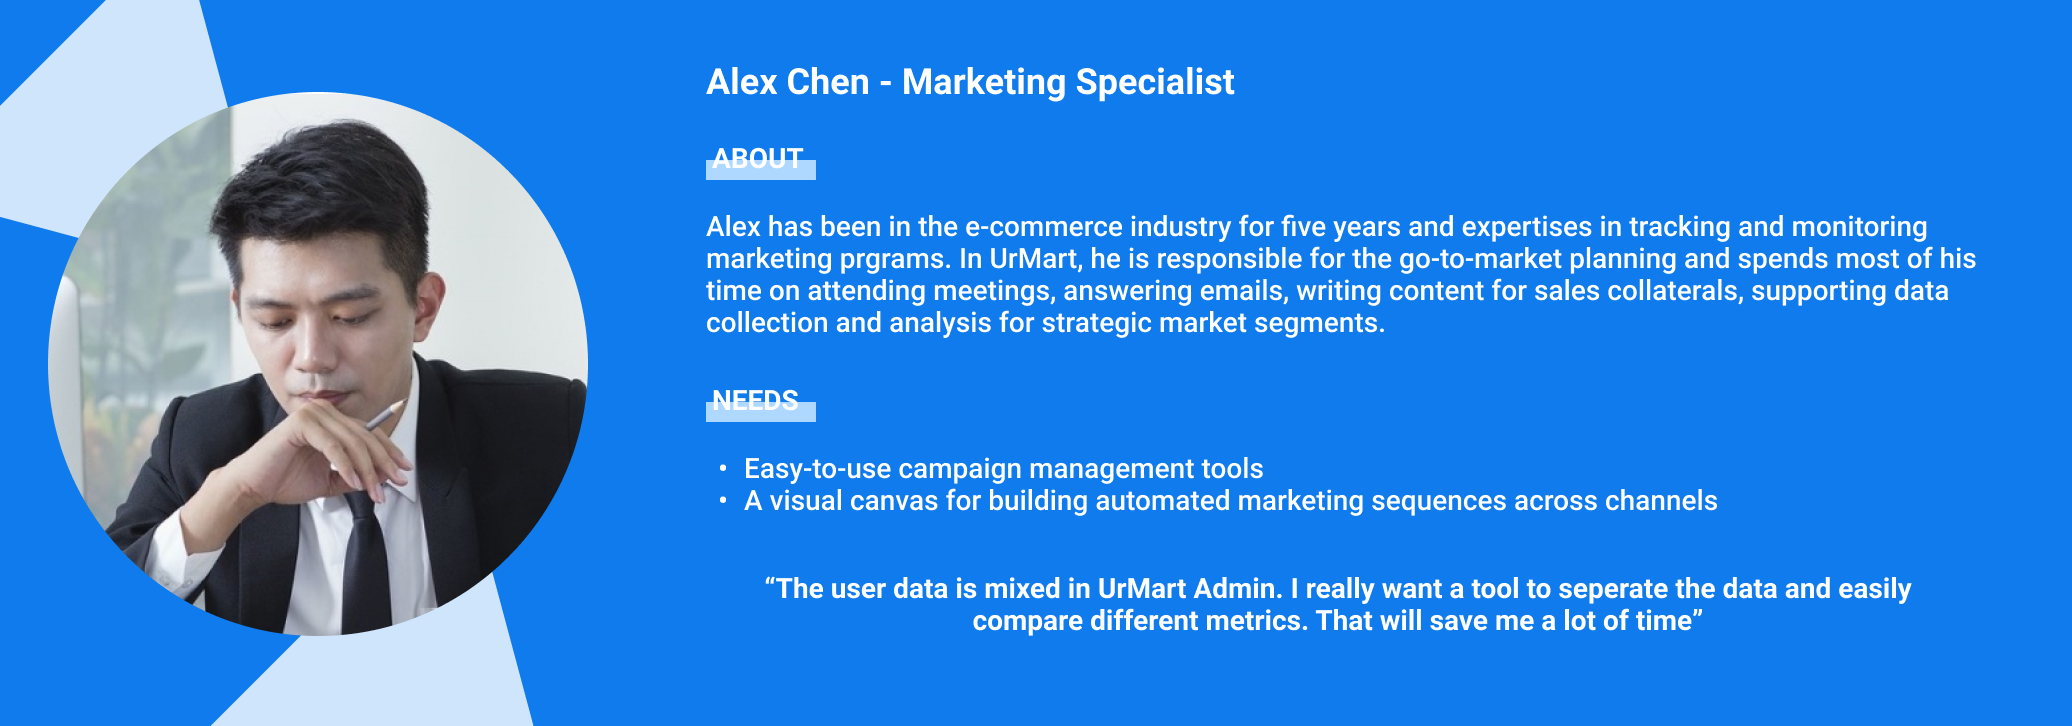 Alex Chen - Marketing Specialist
ABOUT
Alex has been in the e-commerce industry for five years and expertises in tracking and monitoring
marketing prgrams. In UrMart, he is responsible for the go-to-market planning and spends most of his
time on attending meetings, answering emails, writing content for sales collaterals, supporting data
collection and analysis for strategic market segments.
NEEDS
• Easy-to-use campaign management tools
• A visual canvas for building automated marketing sequences across channels
“The user data is mixed in UrMart Admin. I really want a tool to seperate the data and easily
compare different metrics. That will save me a lot of time”